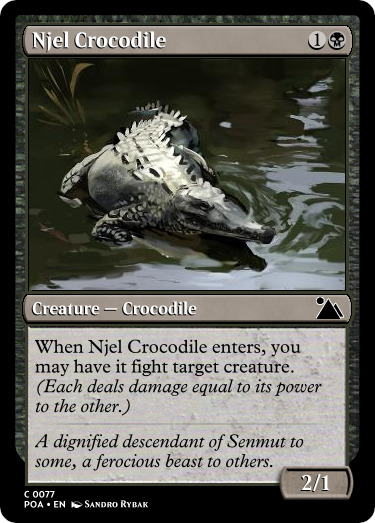 Njel Crocodile 1
Creature — Crocodile
When Njel Crocodile enters, you
may have it fight target creature.
(Each deals damage equal to its power
to the other.)
A dignified descendant of Senmut to
some, a ferocious beast to others.
2/1
C 0077
POA • EN Sandro Rybak